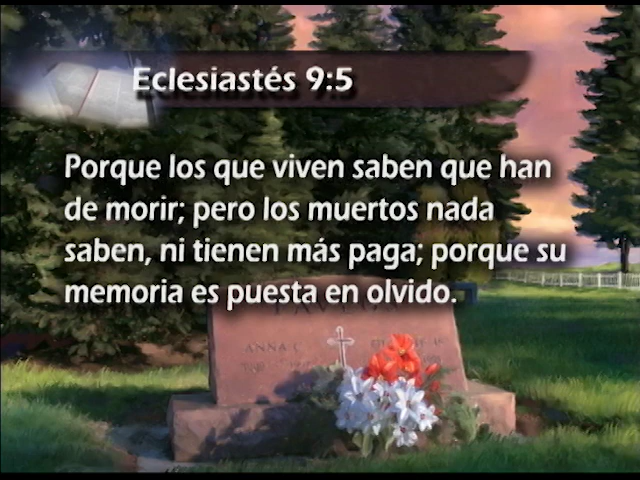 Eclesiastés 9:5
Porque los que viven saben que han
de morir; pero los muertos nada
saben, ni tienen más paga; porque su
memoria es puesta en olvido.
ANNA